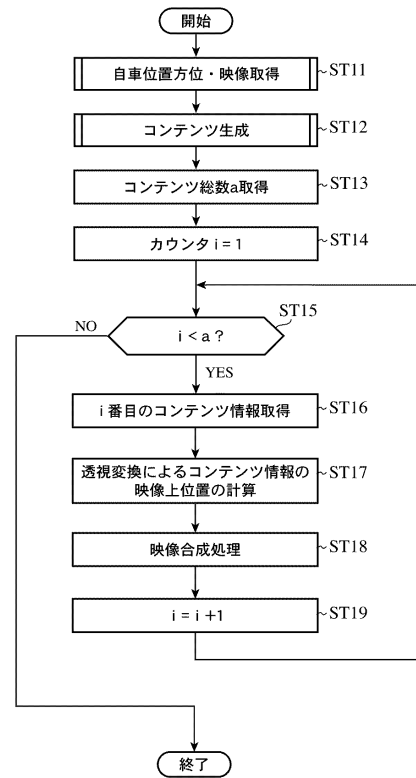 開始
自車位置方位・映像取得
ST11
コンテンツ生成
ST12
コンテンツ総数a取得
ST13
カウンタ i = 1
ST14
ST15
NO
i < a ?
YES
i 番目のコンテンツ情報取得
ST16
透視変換によるコンテンツ情報の
映像上位置の計算
ST17
映像合成処理
ST18
i = i +1
ST19
終了